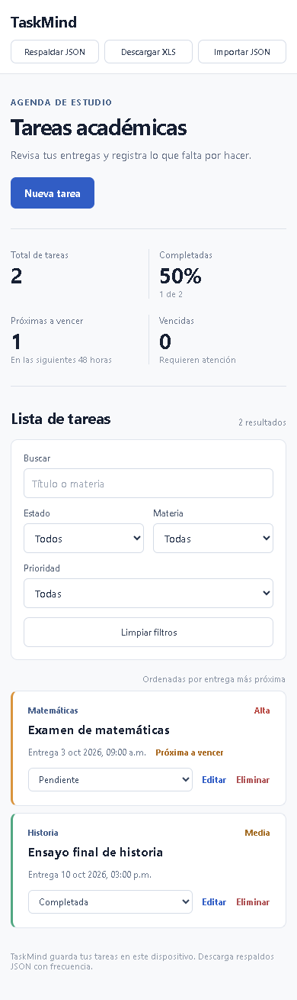 TaskMind
Respaldar JSON
Descargar XLS
Importar JSON
AGENDA DE ESTUDIO
Tareas académicas
Revisa tus entregas y registra lo que falta por hacer.
Nueva tarea
Total de tareas
2
Completadas
50%
1 de 2
Próximas a vencer
1
En las siguientes 48 horas
Vencidas
0
Requieren atención
Lista de tareas
2 resultados
Buscar
Título o materia
Estado
Todos
Materia
Todas
Prioridad
Todas
Limpiar filtros
Ordenadas por entrega más próxima
Matemáticas
Alta
Examen de matemáticas
Entrega 3 oct 2026, 09:00 a.m.
Próxima a vencer
Pendiente
Editar
Eliminar
Historia
Media
Ensayo final de historia
Entrega 10 oct 2026, 03:00 p.m.
Completada
Editar
Eliminar
TaskMind guarda tus tareas en este dispositivo. Descarga respaldos
JSON con frecuencia.